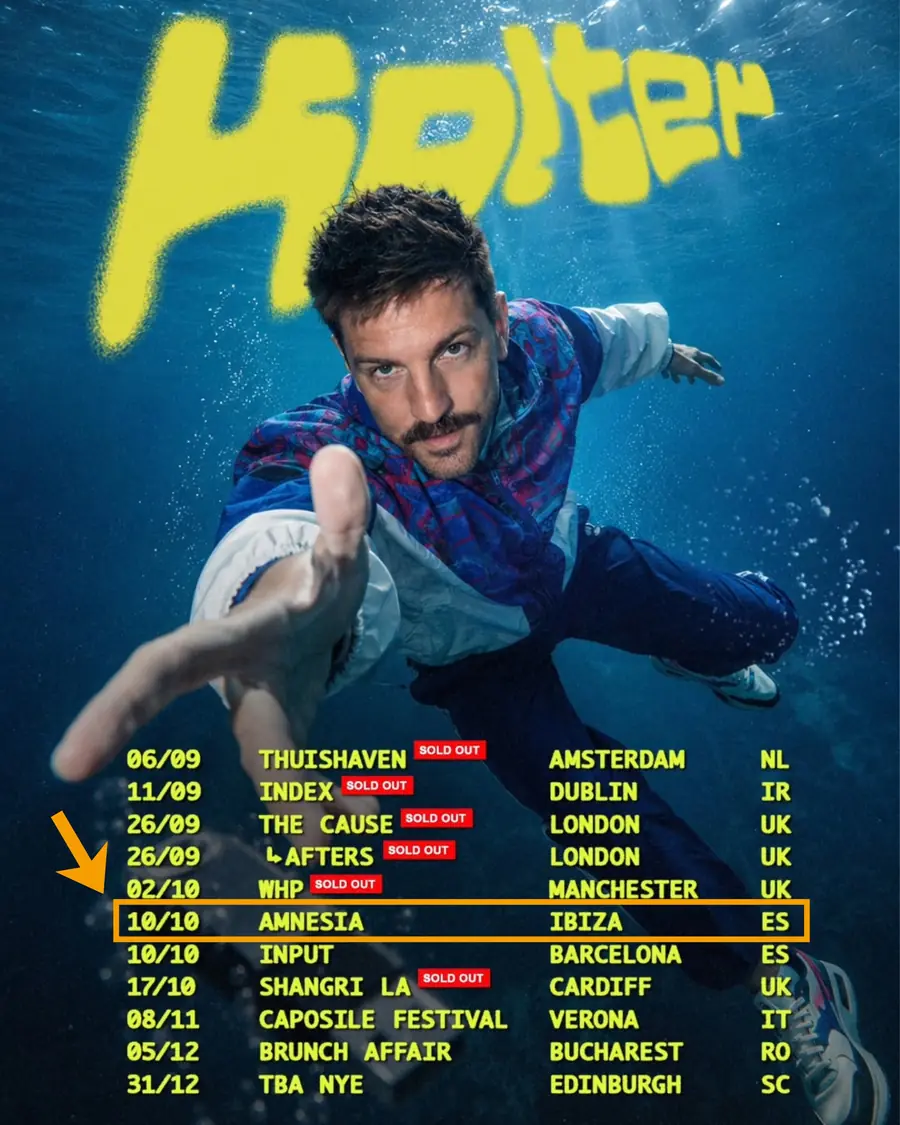 Holter
06/09 THUISHAVEN SOLD OUT AMSTERDAM NL
11/09 INDEX SOLD OUT DUBLIN IR
26/09 THE CAUSE SOLD OUT LONDON UK
26/09 ↳AFTERS SOLD OUT LONDON UK
02/10 WHP SOLD OUT MANCHESTER UK
10/10 AMNESIA IBIZA ES
10/10 INPUT BARCELONA ES
17/10 SHANGRI LA SOLD OUT CARDIFF UK
08/11 CAPOSILE FESTIVAL VERONA IT
05/12 BRUNCH AFFAIR BUCHAREST RO
31/12 TBA NYE EDINBURGH SC